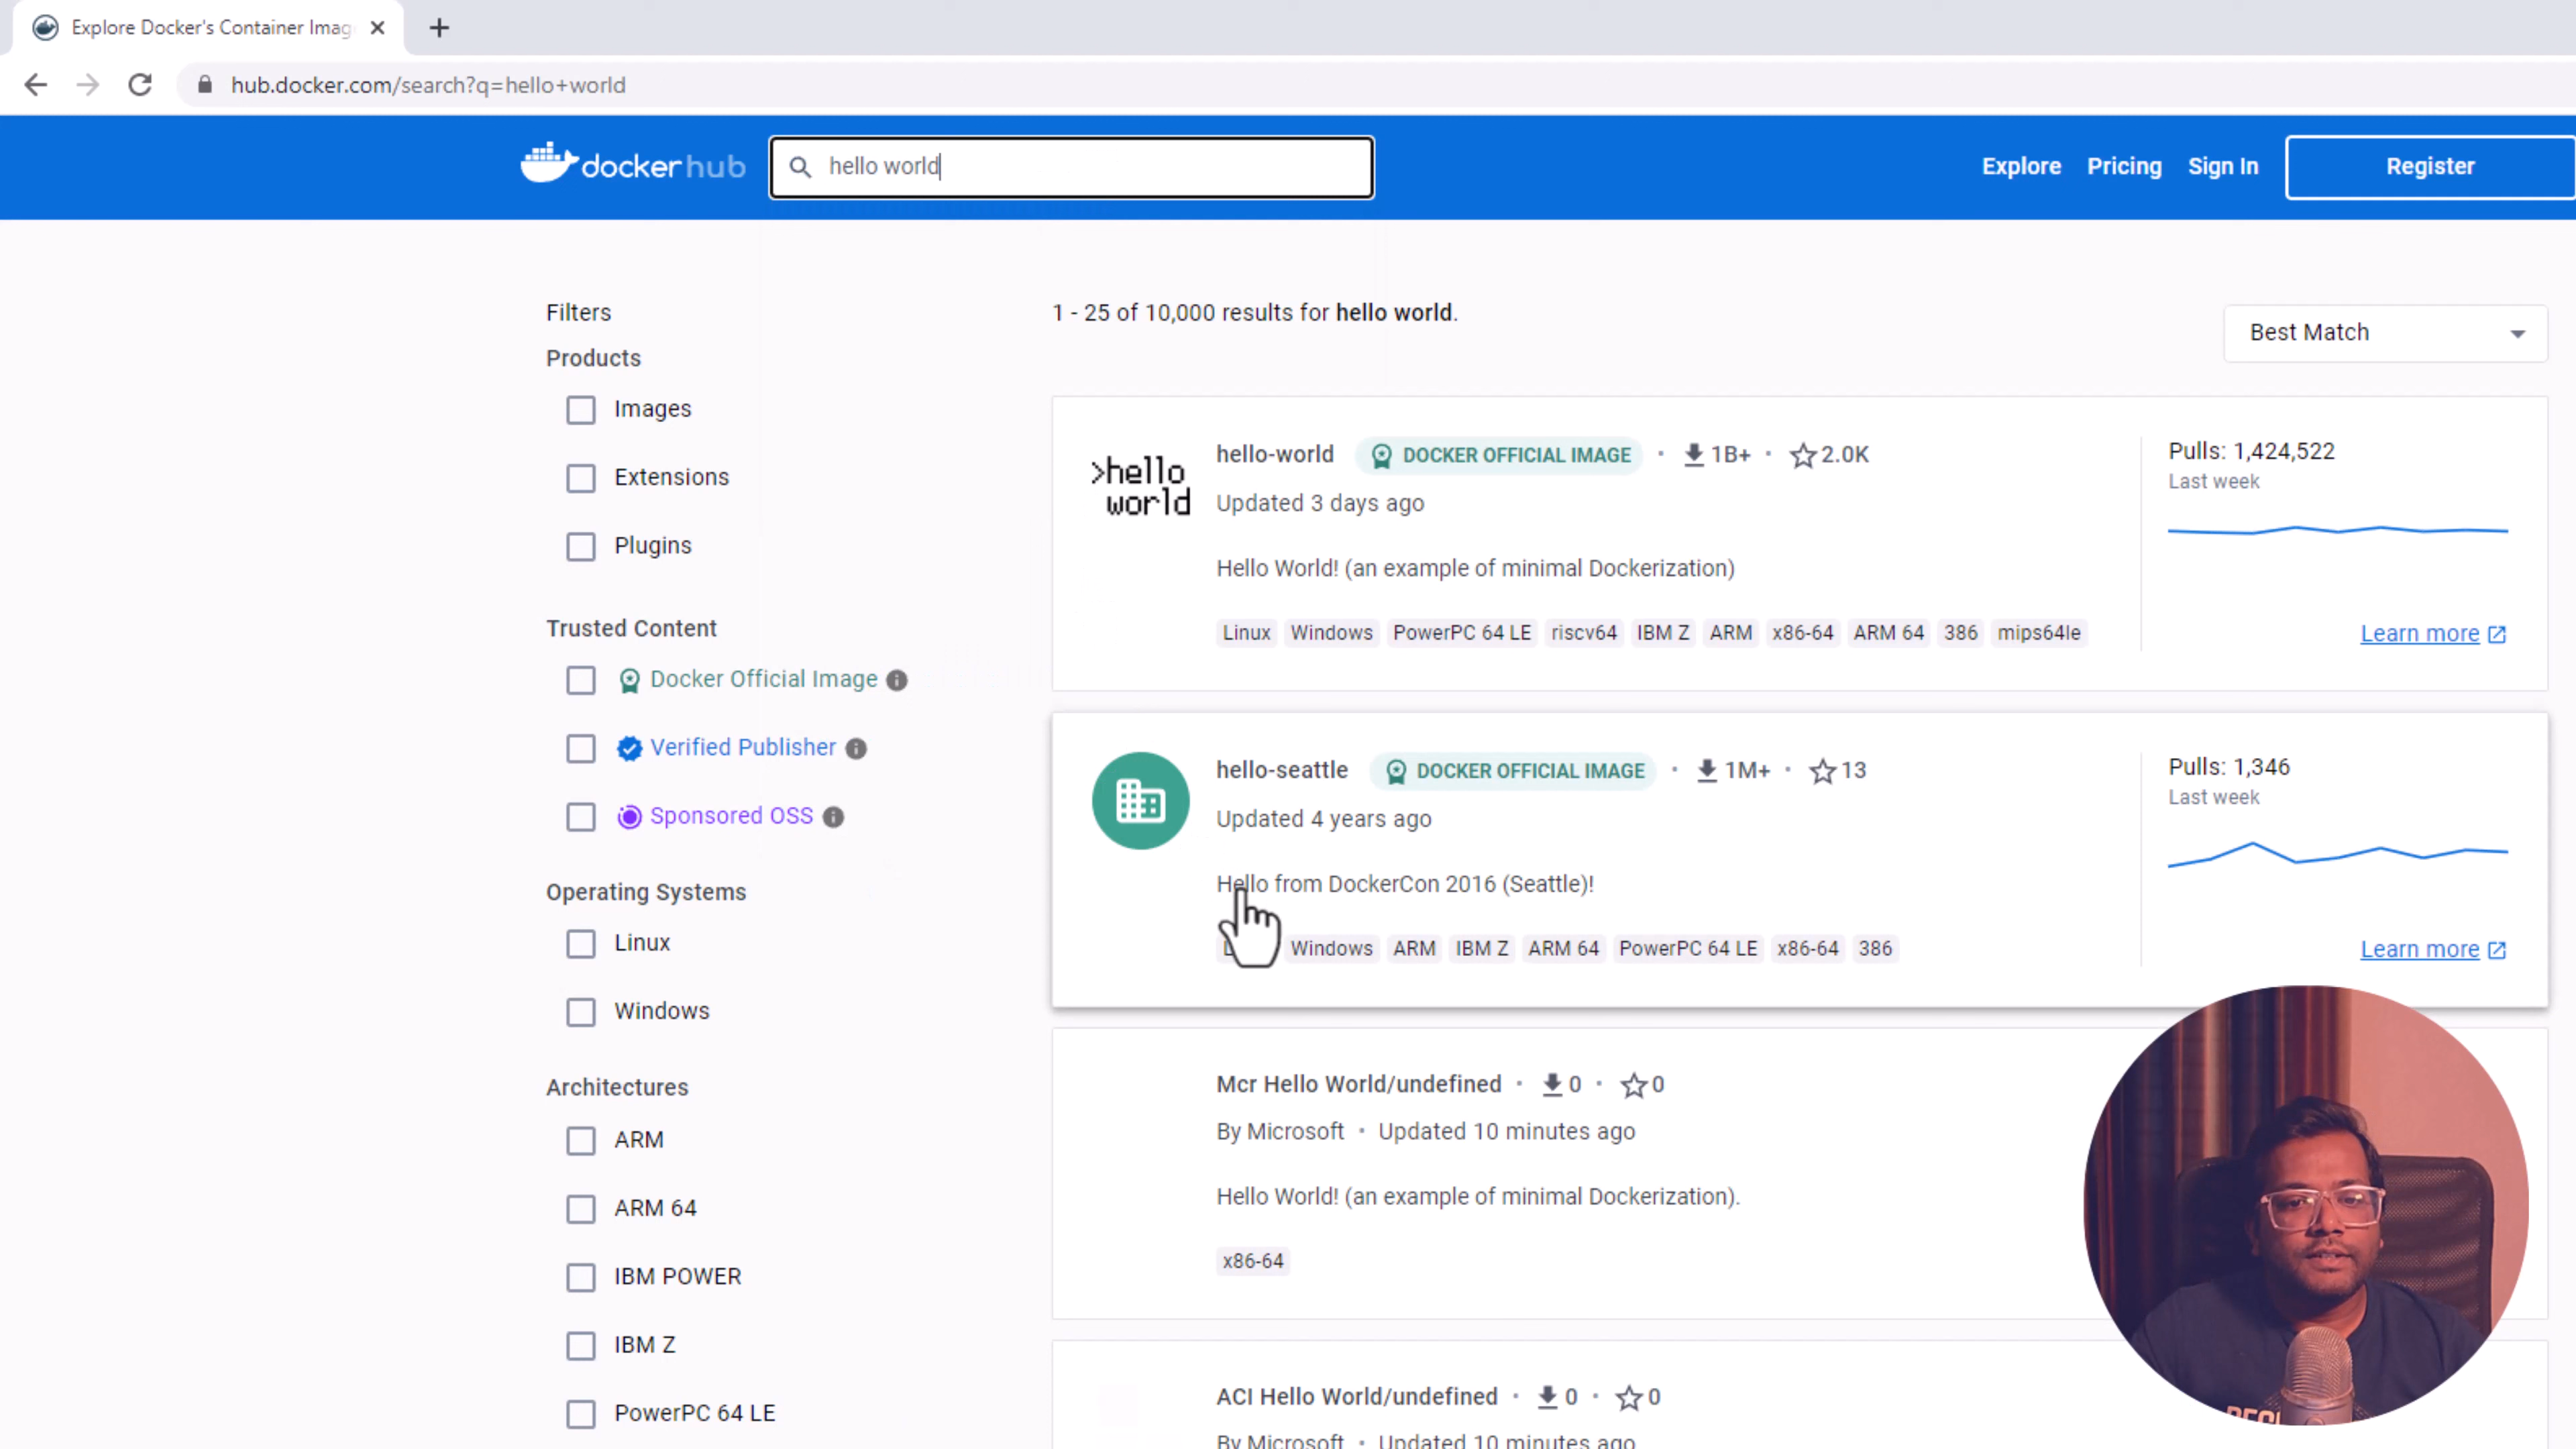 Explore Docker's Container Imag
hub.docker.com/search?q=hello+world
docker hub
hello world
Explore Pricing Sign In Register
Filters
1 - 25 of 10,000 results for hello world.
Best Match
Products
Images
Extensions
Plugins
Trusted Content
Docker Official Image
Verified Publisher
Sponsored OSS
Operating Systems
Linux
Windows
Architectures
ARM
ARM 64
IBM POWER
IBM Z
PowerPC 64 LE
>hello
world
hello-world DOCKER OFFICIAL IMAGE · 1B+ · 2.0K
Updated 3 days ago
Hello World! (an example of minimal Dockerization)
Linux Windows PowerPC 64 LE riscv64 IBM Z ARM x86-64 ARM 64 386 mips64le
Pulls: 1,424,522
Last week
Learn more
hello-seattle DOCKER OFFICIAL IMAGE · 1M+ · 13
Updated 4 years ago
Hello from DockerCon 2016 (Seattle)!
Windows ARM IBM Z ARM 64 PowerPC 64 LE x86-64 386
Pulls: 1,346
Last week
Learn more
Mcr Hello World/undefined · 0 · 0
By Microsoft · Updated 10 minutes ago
Hello World! (an example of minimal Dockerization).
x86-64
ACI Hello World/undefined · 0 · 0
By Microsoft · Updated 10 minutes ago